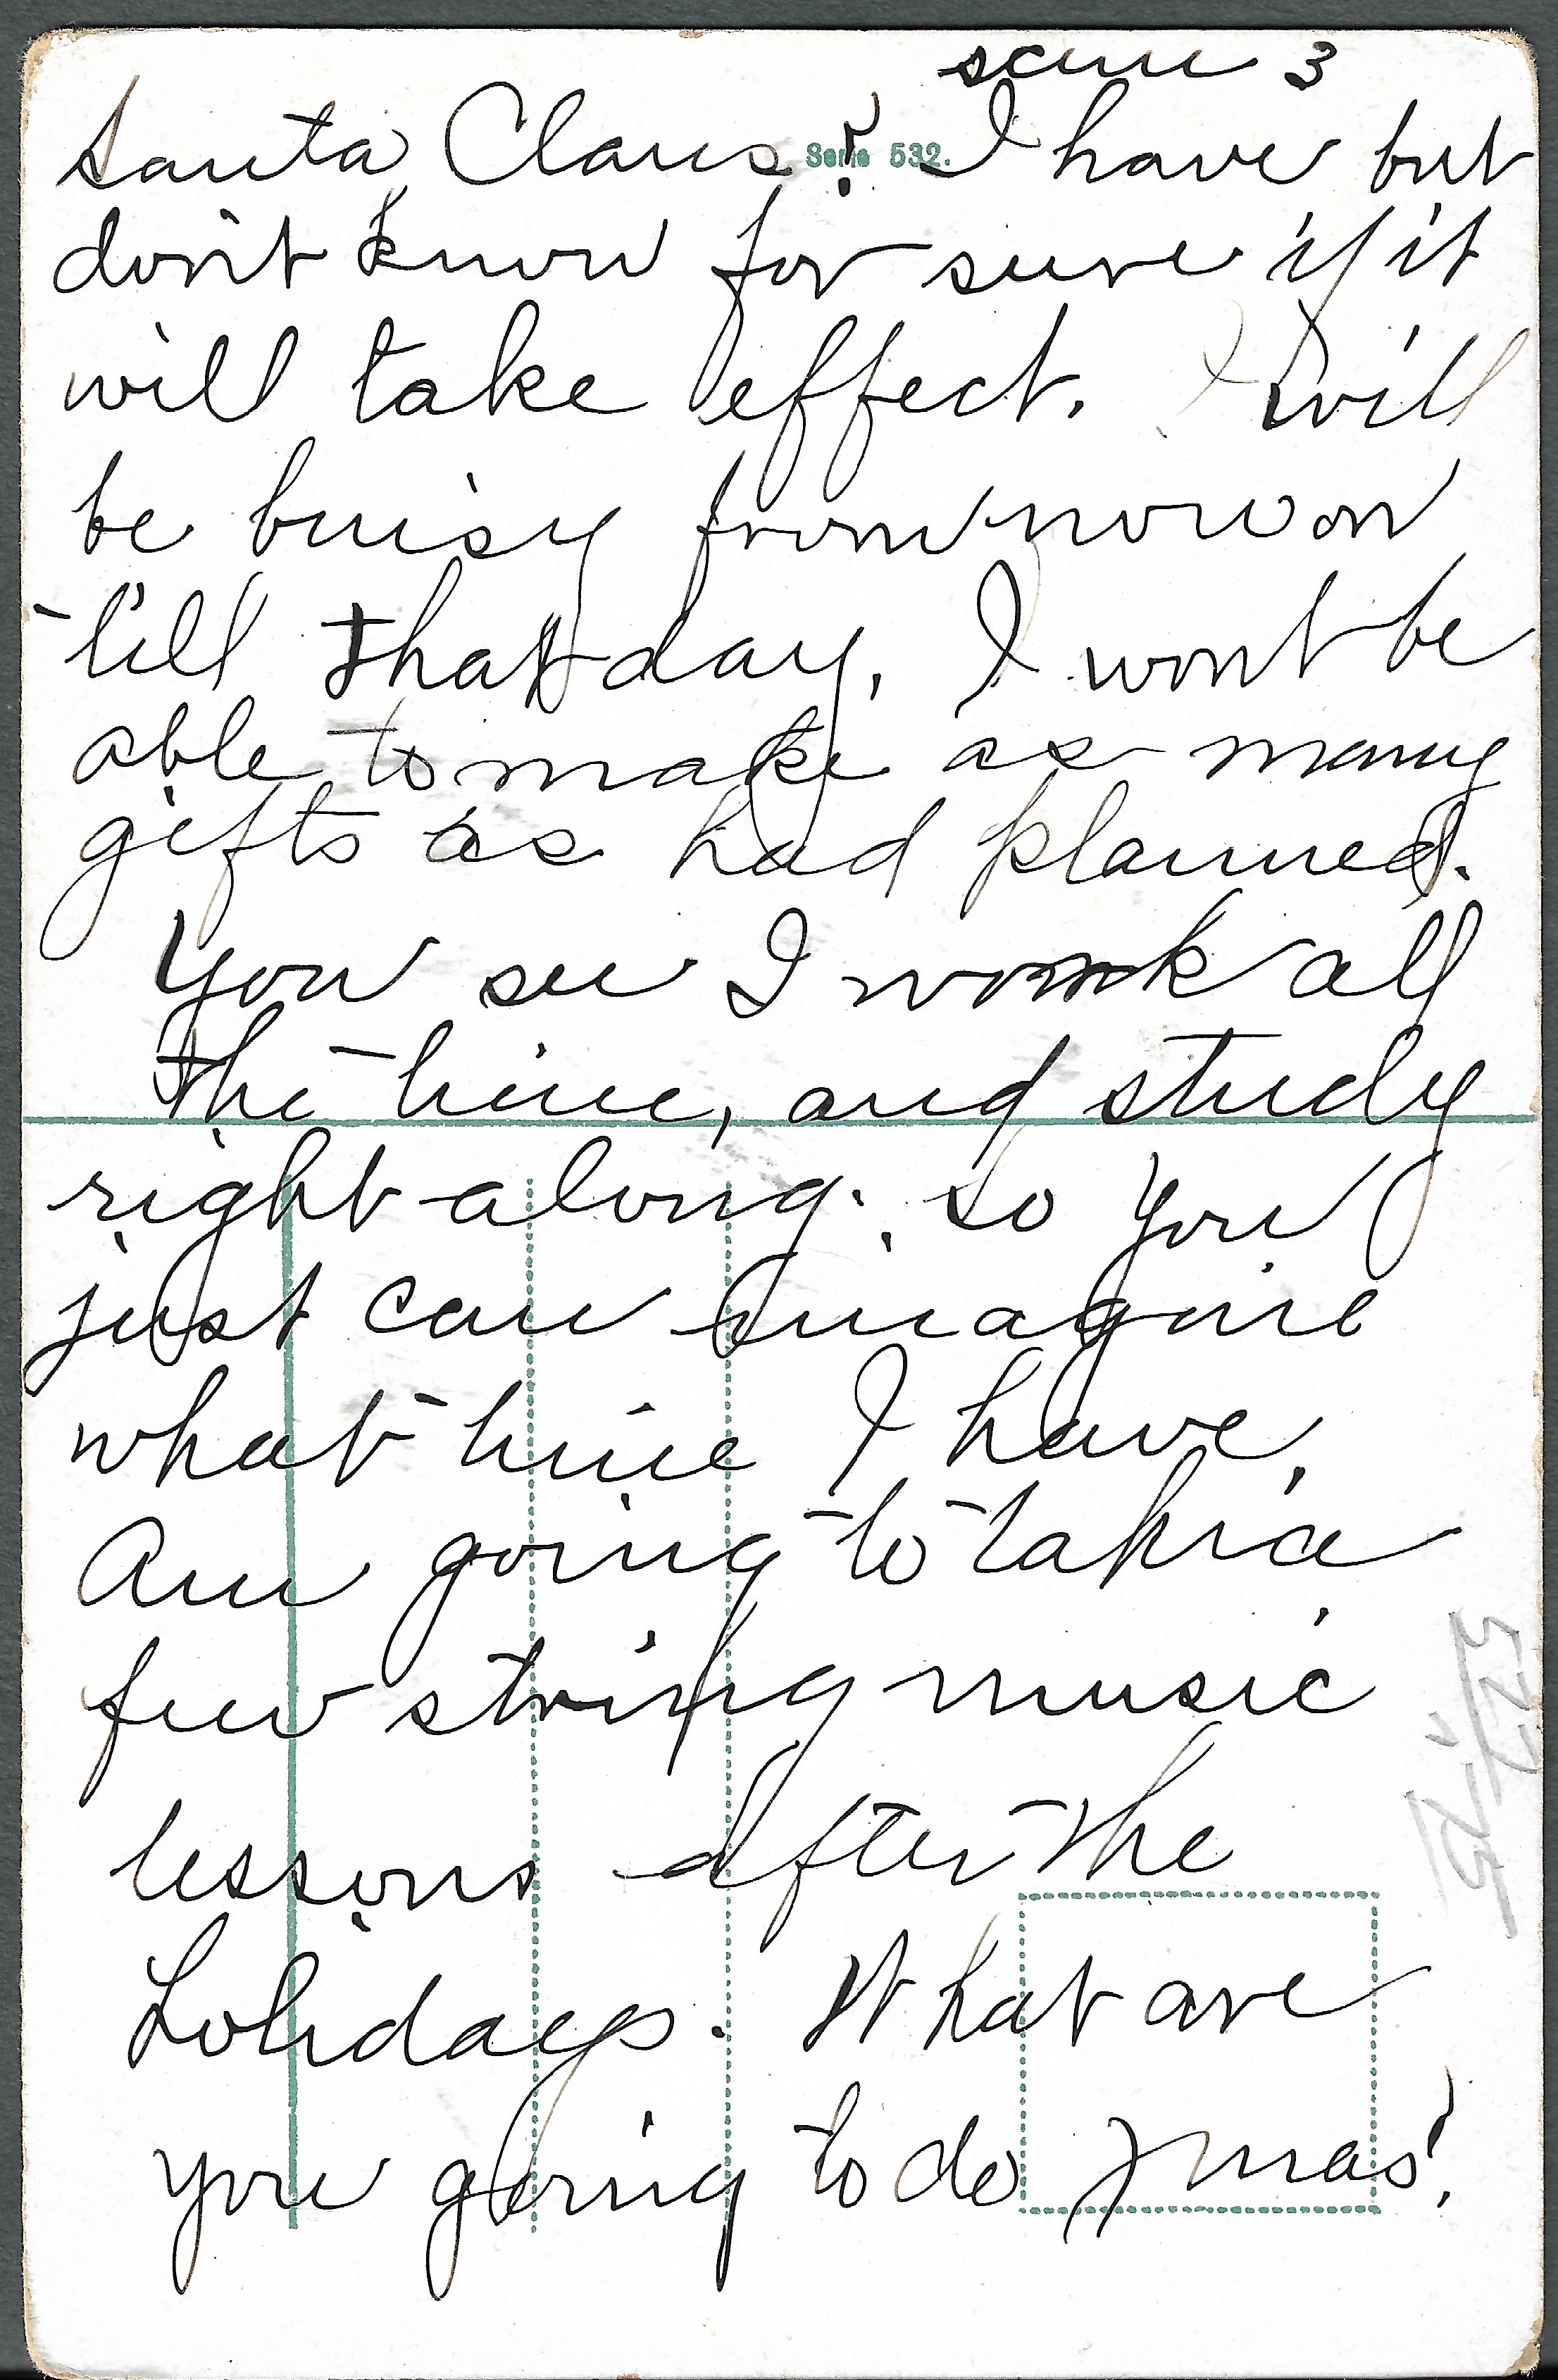 scene 3
Santa Claus? I have but
Serie 532.
don't know for sure if it
will take effect. I will
be buisy from now on
till that day. I won't be
able to make as many
gifts as had planned.
You see I work all
the time, and study
right along. so you
just can imagine
what time I have.
Am going to take a
few string music
lessons after the
Holidays. What are
you going to do Xmas?